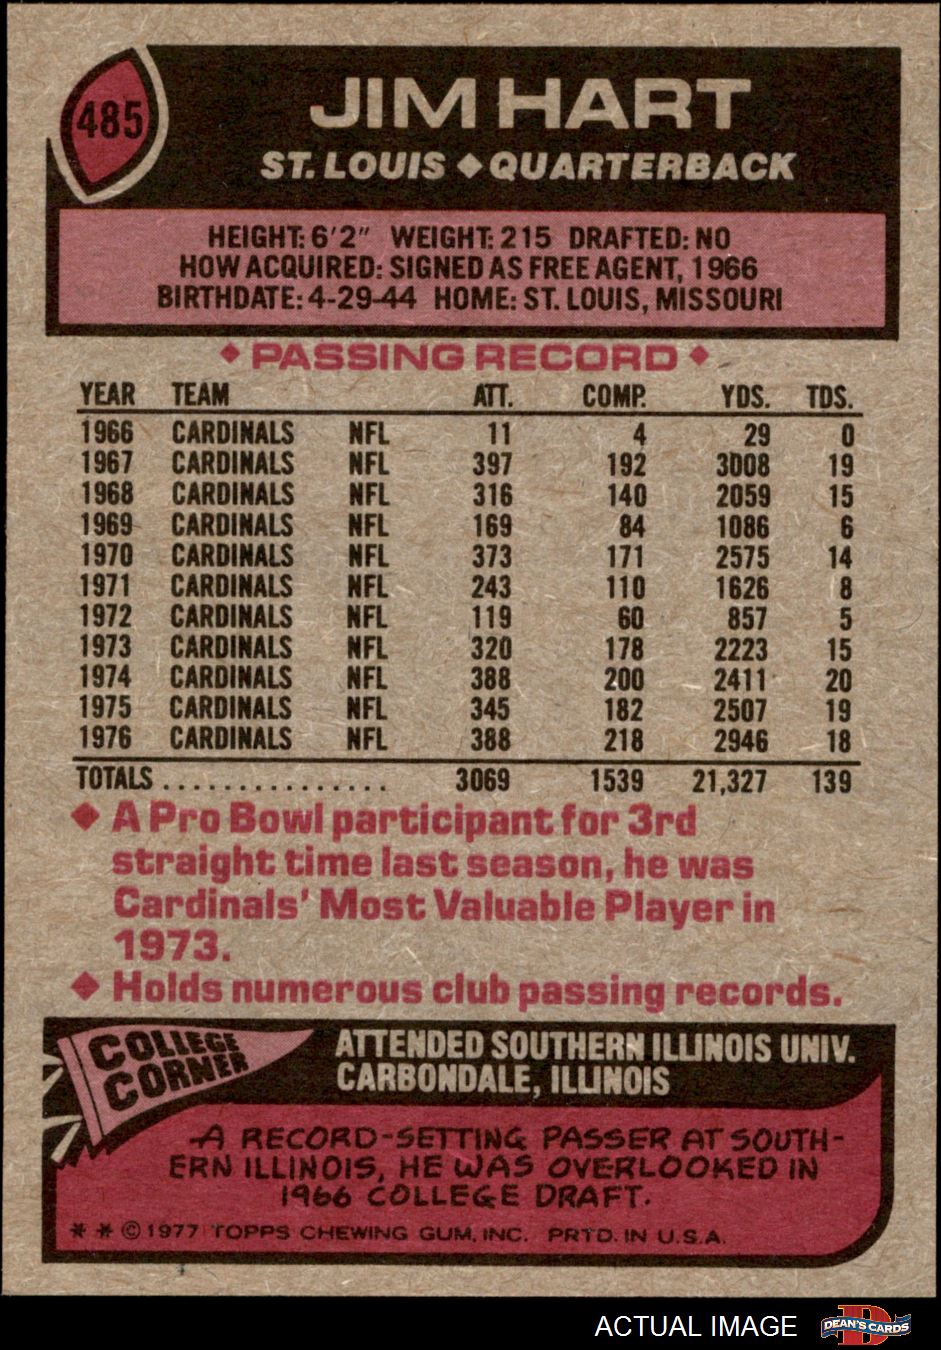 485
JIM HART
ST. LOUIS ◆ QUARTERBACK
HEIGHT: 6'2" WEIGHT: 215 DRAFTED: NO
HOW ACQUIRED: SIGNED AS FREE AGENT, 1966
BIRTHDATE: 4-29-44 HOME: ST. LOUIS, MISSOURI
◆ PASSING RECORD ◆
YEAR TEAM ATT. COMP. YDS. TDS.
1966 CARDINALS NFL 11 4 29 0
1967 CARDINALS NFL 397 192 3008 19
1968 CARDINALS NFL 316 140 2059 15
1969 CARDINALS NFL 169 84 1086 6
1970 CARDINALS NFL 373 171 2575 14
1971 CARDINALS NFL 243 110 1626 8
1972 CARDINALS NFL 119 60 857 5
1973 CARDINALS NFL 320 178 2223 15
1974 CARDINALS NFL 388 200 2411 20
1975 CARDINALS NFL 345 182 2507 19
1976 CARDINALS NFL 388 218 2946 18
TOTALS ............... 3069 1539 21,327 139
◆ A Pro Bowl participant for 3rd
straight time last season, he was
Cardinals' Most Valuable Player in
1973.
◆ Holds numerous club passing records.
COLLEGE
CORNER
ATTENDED SOUTHERN ILLINOIS UNIV.
CARBONDALE, ILLINOIS
A RECORD-SETTING PASSER AT SOUTH-
ERN ILLINOIS, HE WAS OVERLOOKED IN
1966 COLLEGE DRAFT.
* * © 1977 TOPPS CHEWING GUM, INC. PRTD. IN U.S.A.
ACTUAL IMAGE
D
DEAN'S CARDS